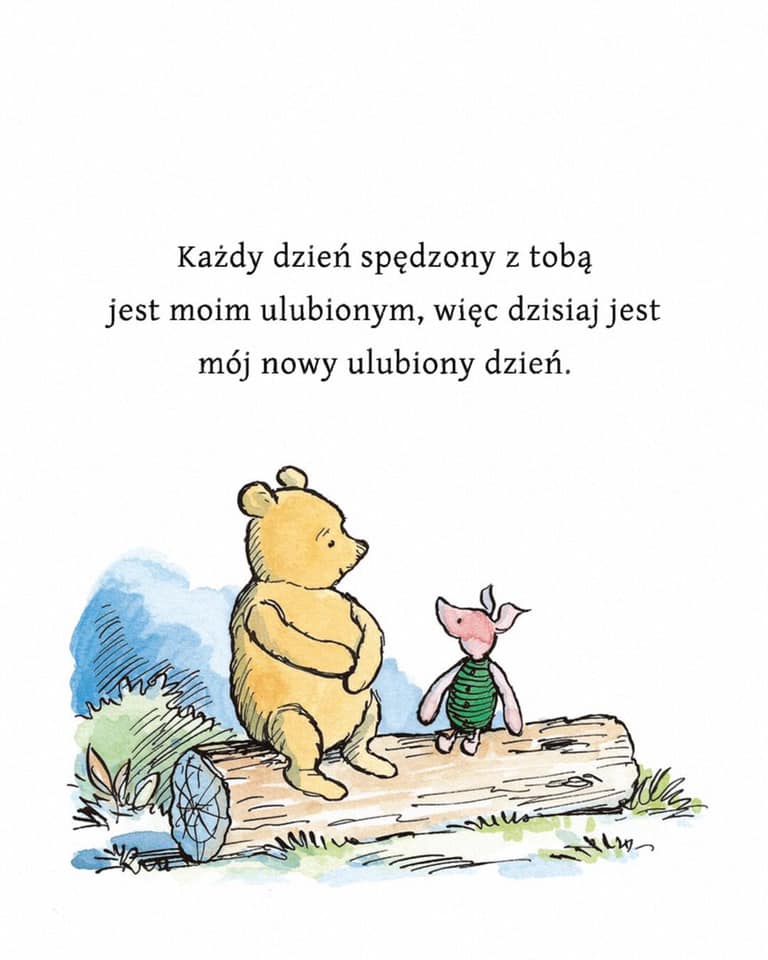 Każdy dzień spędzony z tobą
jest moim ulubionym, więc dzisiaj jest
mój nowy ulubiony dzień.